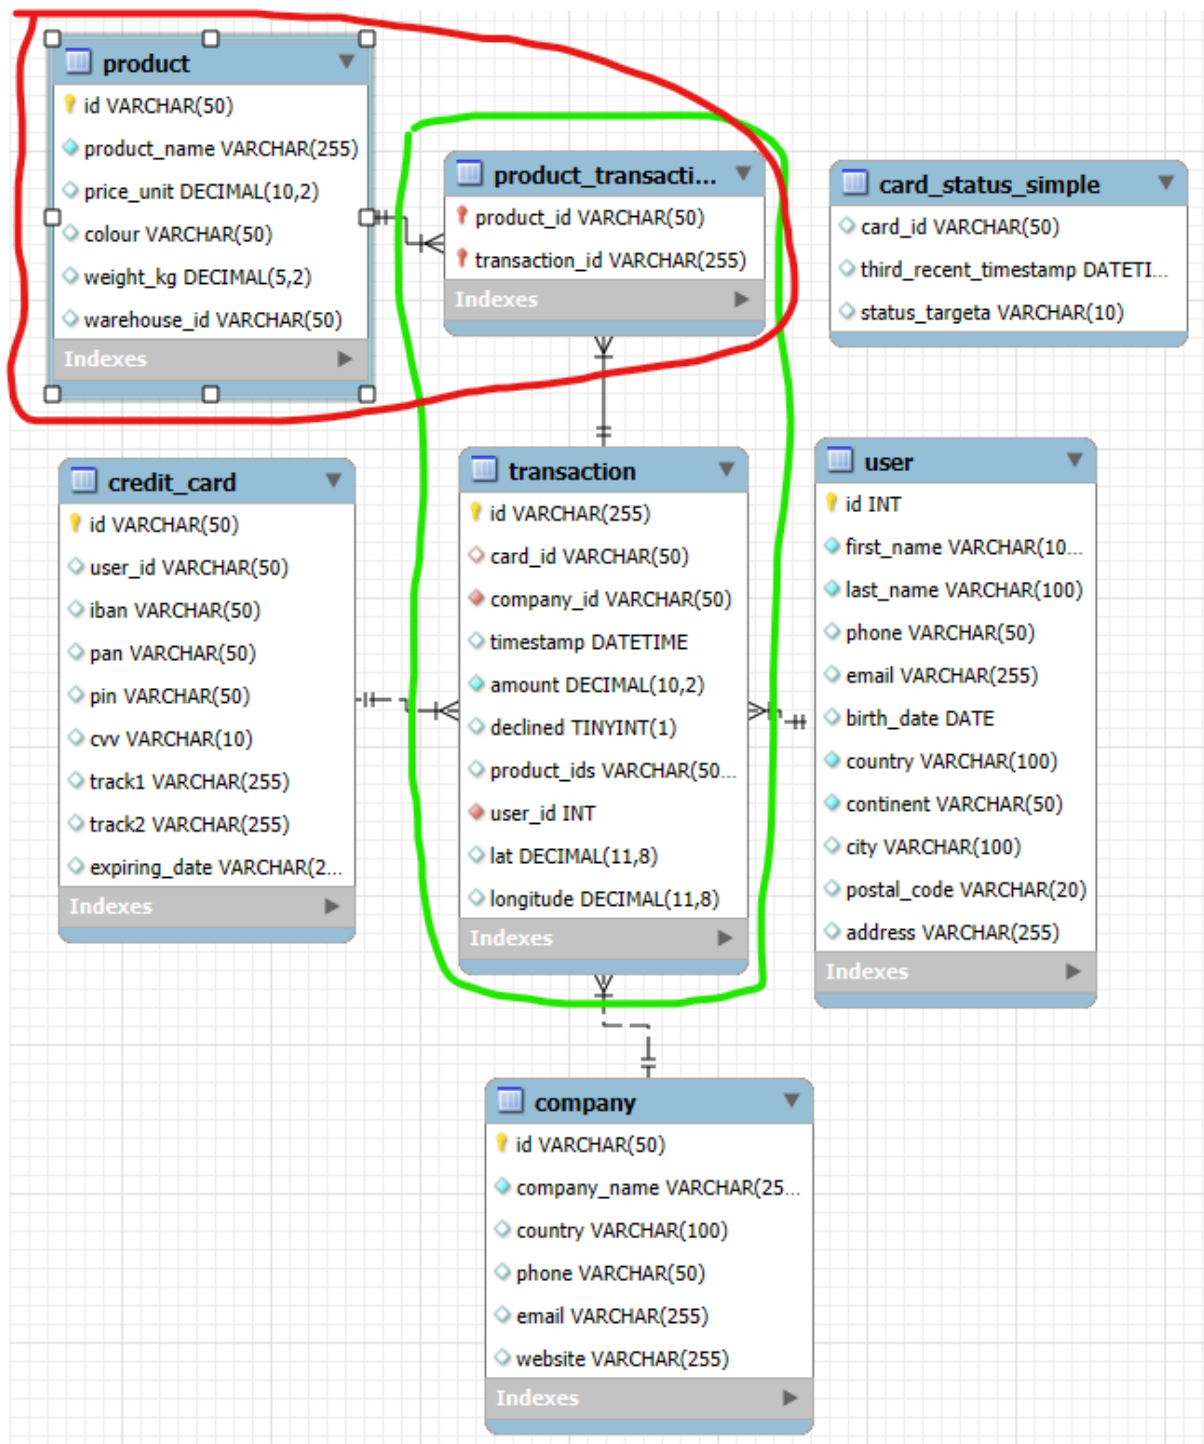 product
id VARCHAR(50)
product_name VARCHAR(255)
price_unit DECIMAL(10,2)
colour VARCHAR(50)
weight_kg DECIMAL(5,2)
warehouse_id VARCHAR(50)
Indexes
product_transacti...
product_id VARCHAR(50)
transaction_id VARCHAR(255)
Indexes
card_status_simple
card_id VARCHAR(50)
third_recent_timestamp DATETI...
status_targeta VARCHAR(10)
credit_card
id VARCHAR(50)
user_id VARCHAR(50)
iban VARCHAR(50)
pan VARCHAR(50)
pin VARCHAR(50)
cvv VARCHAR(10)
track1 VARCHAR(255)
track2 VARCHAR(255)
expiring_date VARCHAR(2...
Indexes
transaction
id VARCHAR(255)
card_id VARCHAR(50)
company_id VARCHAR(50)
timestamp DATETIME
amount DECIMAL(10,2)
declined TINYINT(1)
product_ids VARCHAR(50...
user_id INT
lat DECIMAL(11,8)
longitude DECIMAL(11,8)
Indexes
user
id INT
first_name VARCHAR(10...
last_name VARCHAR(100)
phone VARCHAR(50)
email VARCHAR(255)
birth_date DATE
country VARCHAR(100)
continent VARCHAR(50)
city VARCHAR(100)
postal_code VARCHAR(20)
address VARCHAR(255)
Indexes
company
id VARCHAR(50)
company_name VARCHAR(25...
country VARCHAR(100)
phone VARCHAR(50)
email VARCHAR(255)
website VARCHAR(255)
Indexes